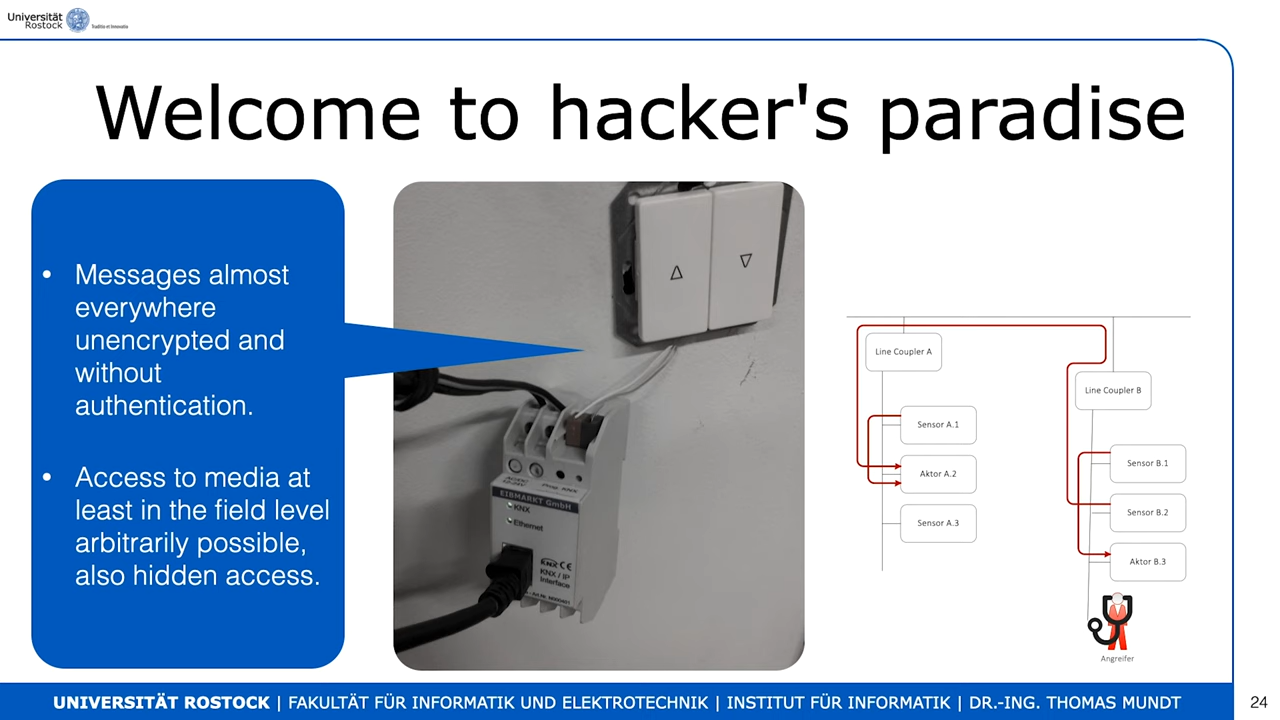 Universität
Rostock
Traditio et Innovatio
Welcome to hacker's paradise
• Messages almost
everywhere
unencrypted and
without
authentication.
• Access to media at
least in the field level
arbitrarily possible,
also hidden access.
EIBMARKT GmbH
KNX
Ethernet
KNX CE
KNX / IP
Interface
Line Coupler A
Sensor A.1
Aktor A.2
Sensor A.3
Line Coupler B
Sensor B.1
Sensor B.2
Aktor B.3
Angreifer
UNIVERSITÄT ROSTOCK | FAKULTÄT FÜR INFORMATIK UND ELEKTROTECHNIK | INSTITUT FÜR INFORMATIK | DR.-ING. THOMAS MUNDT
24